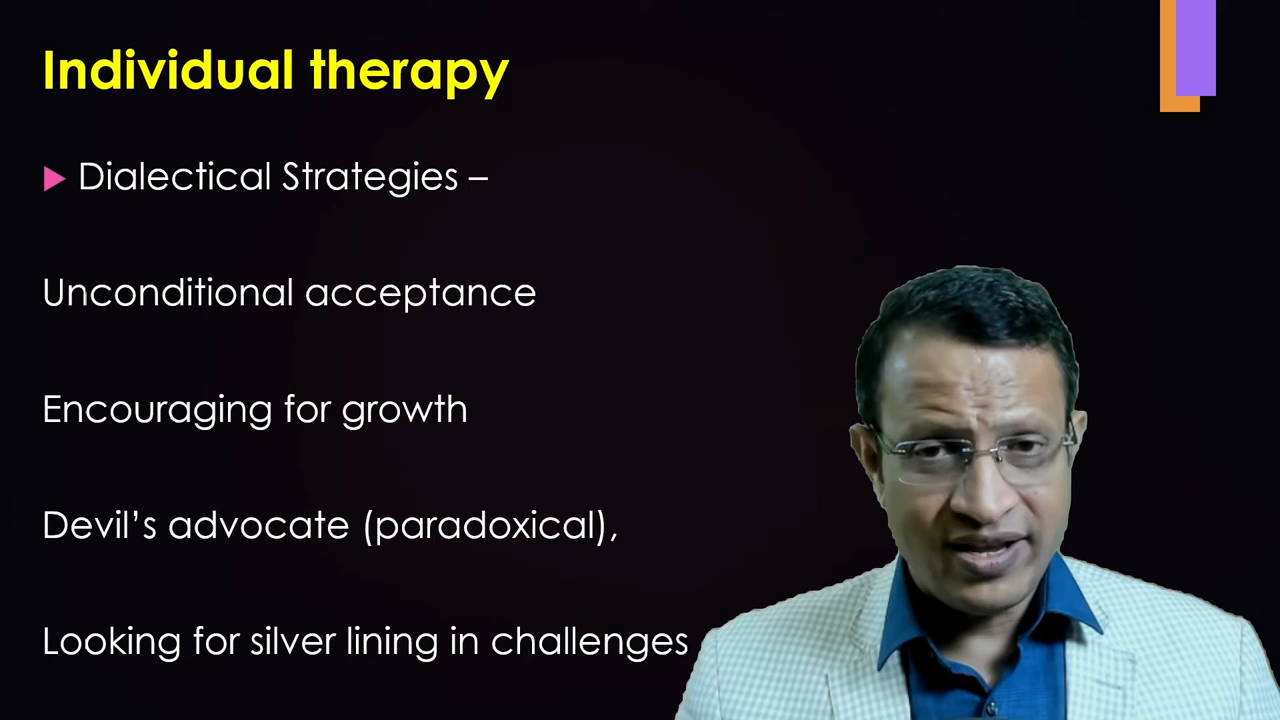 Individual therapy
Dialectical Strategies –
Unconditional acceptance
Encouraging for growth
Devil’s advocate (paradoxical),
Looking for silver lining in challenges